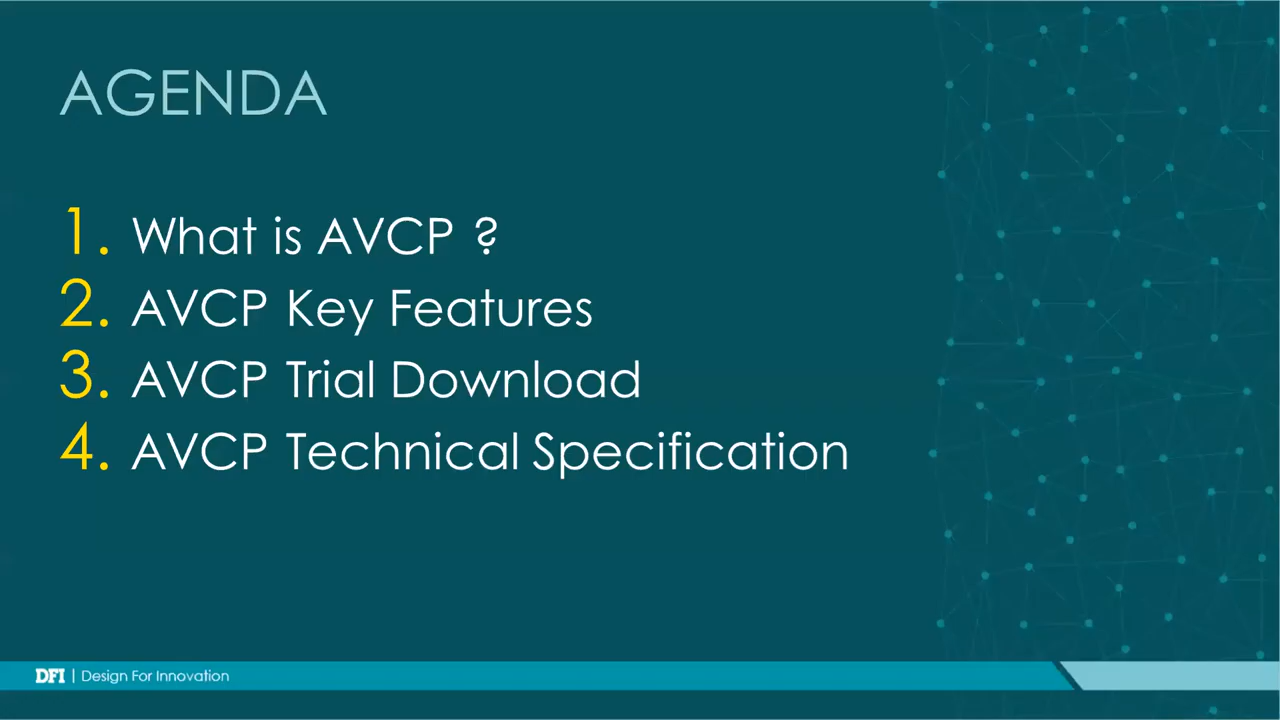 AGENDA
1. What is AVCP ?
2. AVCP Key Features
3. AVCP Trial Download
4. AVCP Technical Specification
DFI | Design For Innovation